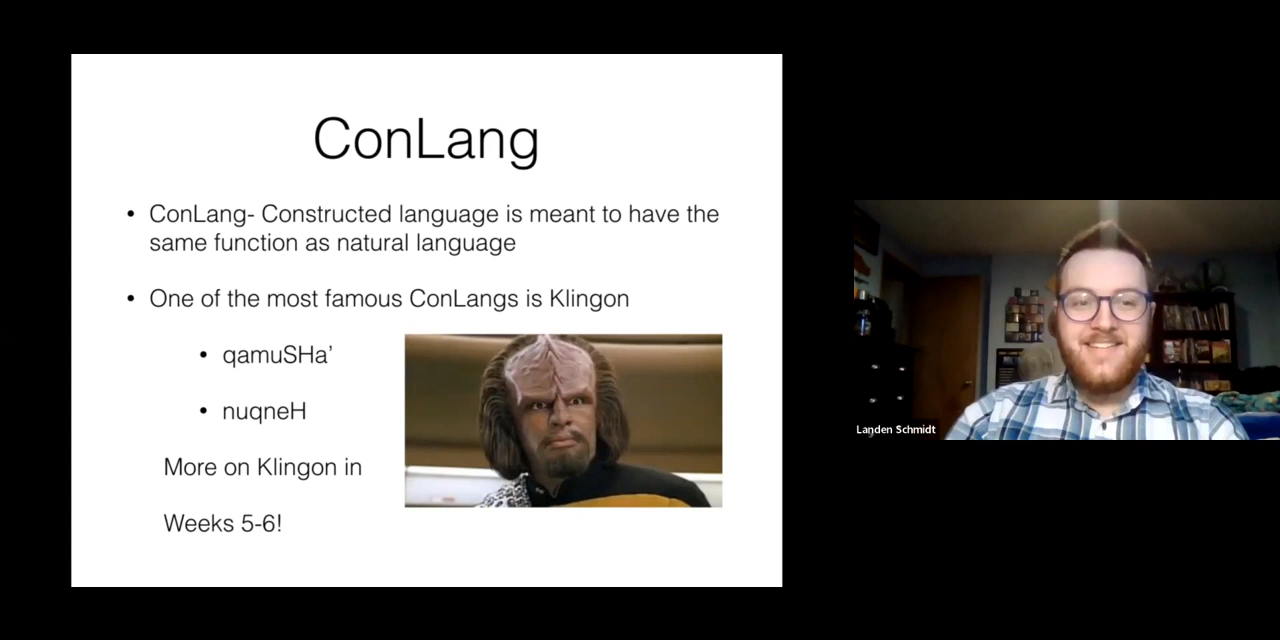 ConLang
• ConLang- Constructed language is meant to have the
same function as natural language
• One of the most famous ConLangs is Klingon
• qamuSHa’
• nuqneH
More on Klingon in
Weeks 5-6!
Landen Schmidt